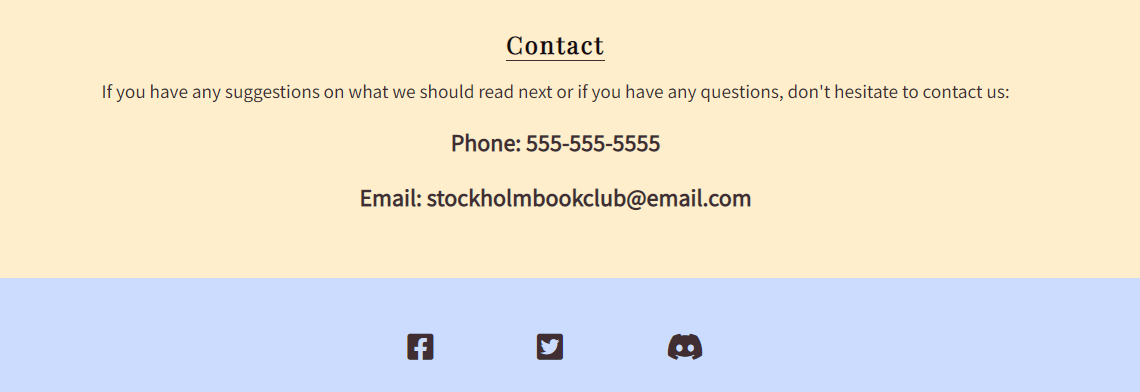 Contact
If you have any suggestions on what we should read next or if you have any questions, don't hesitate to contact us:
Phone: 555-555-5555
Email: stockholmbookclub@email.com